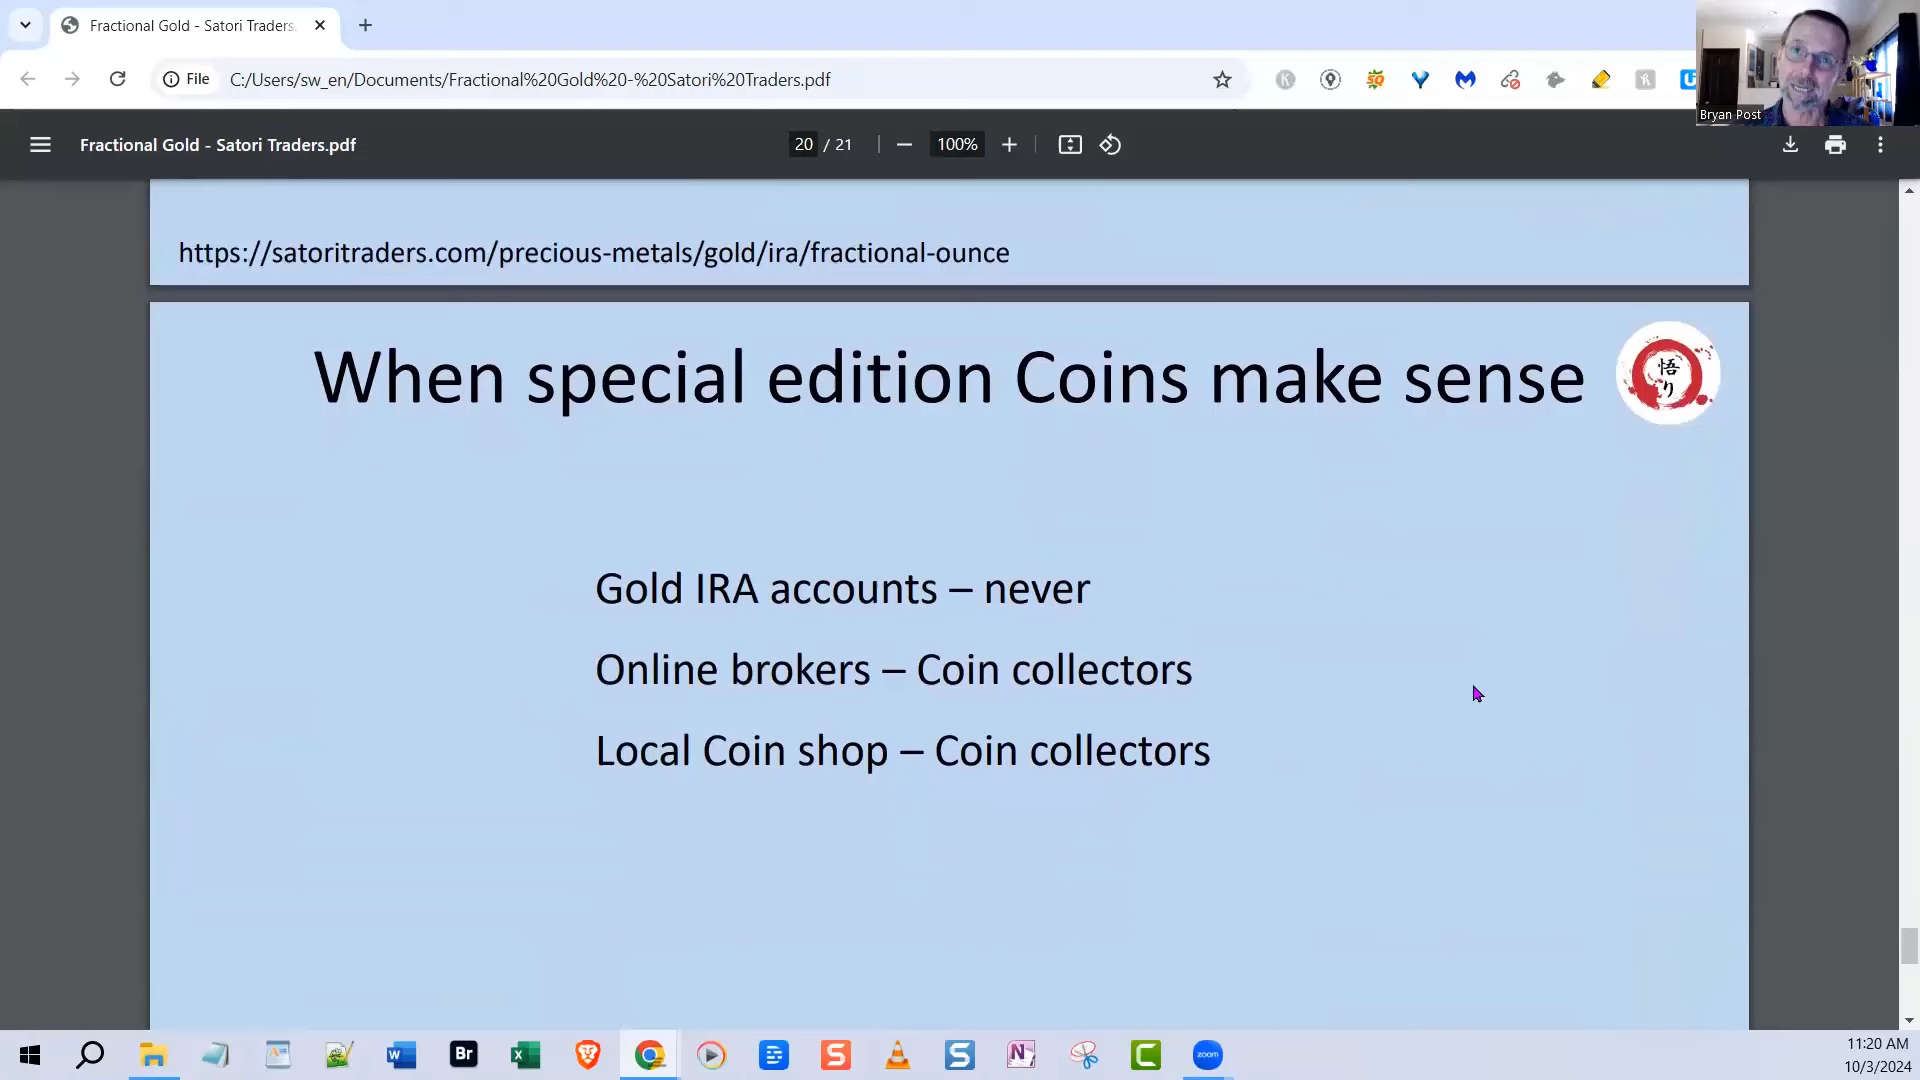 Fractional Gold - Satori Traders.
File
C:/Users/sw_en/Documents/Fractional%20Gold%20-%20Satori%20Traders.pdf
Bryan Post
Fractional Gold - Satori Traders.pdf
20 / 21
100%
https://satoritraders.com/precious-metals/gold/ira/fractional-ounce
When special edition Coins make sense
悟り
Gold IRA accounts – never
Online brokers – Coin collectors
Local Coin shop – Coin collectors
Br
zoom
11:20 AM
10/3/2024